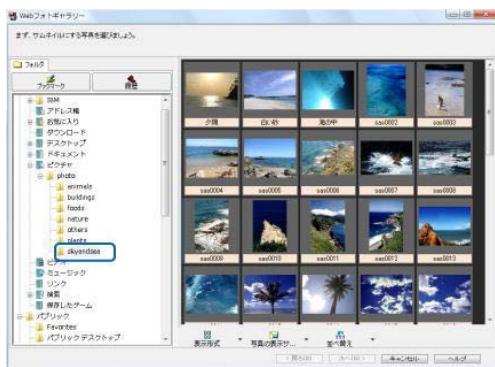 Webフォトギャラリー
まず、サムネイルにする写真を選びましょう。
フォルダ
ブックマーク
履歴
IBM
アドレス帳
お気に入り
ダウンロード
デスクトップ
ドキュメント
ピクチャ
photo
animals
buildings
foods
nature
others
plants
skyandsea
ビデオ
ミュージック
リンク
検索
保存したゲーム
パブリック
Favorites
パブリック デスクトップ
夕陽
海の中
sas0002
sas0003
sas0004
sas0005
sas0006
sas0007
sas0008
sas0009
sas0010
sas0011
sas0012
sas0013
表示形式
写真の表示サ...
並べ替え
< 戻る(B)
次へ(N) >
キャンセル
ヘルプ